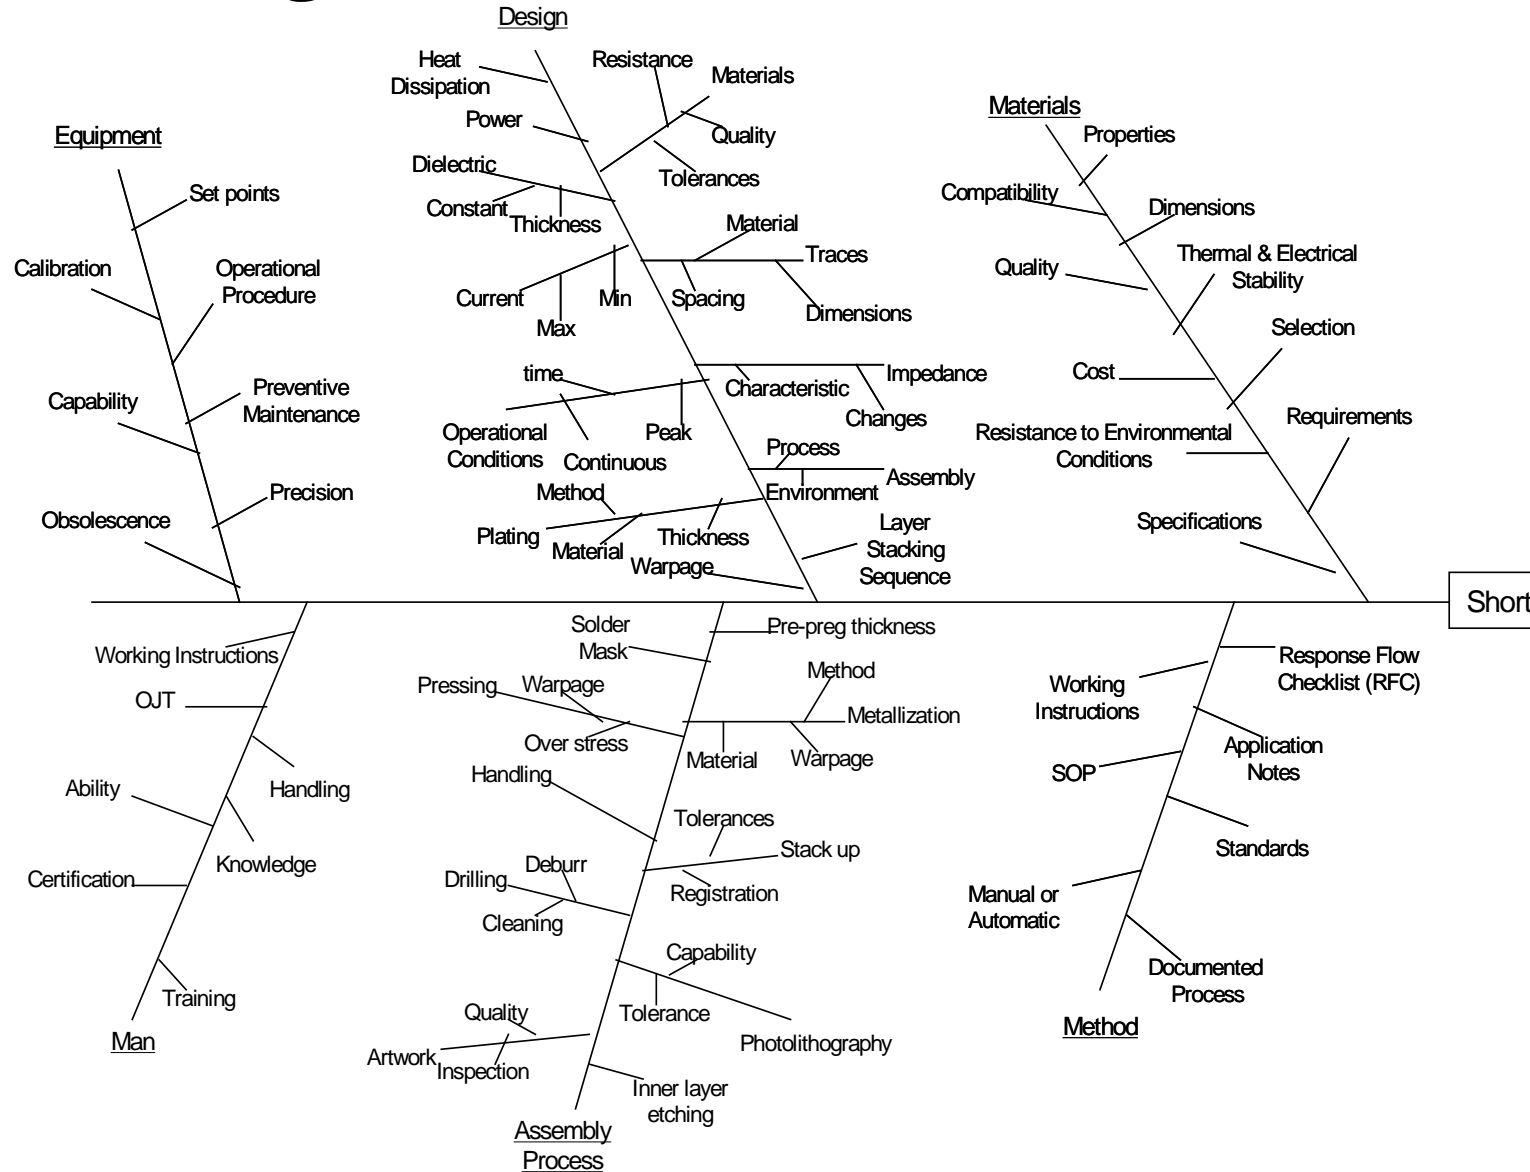 Design
Heat
Dissipation
Resistance
Materials
Power
Quality
Dielectric
Tolerances
Constant
Thickness
Material
Traces
Current
Min
Spacing
Max
Dimensions
time
Characteristic
Impedance
Changes
Operational
Conditions
Peak
Continuous
Process
Assembly
Method
Environment
Plating
Material
Thickness
Layer
Stacking
Sequence
Warpage
Equipment
Set points
Calibration
Operational
Procedure
Capability
Preventive
Maintenance
Precision
Obsolescence
Materials
Properties
Compatibility
Dimensions
Quality
Thermal & Electrical
Stability
Selection
Cost
Requirements
Resistance to Environmental
Conditions
Specifications
Short
Working Instructions
OJT
Handling
Ability
Knowledge
Certification
Training
Man
Solder
Mask
Pre-preg thickness
Pressing
Warpage
Method
Metallization
Over stress
Material
Warpage
Handling
Tolerances
Stack up
Deburr
Drilling
Registration
Cleaning
Capability
Quality
Tolerance
Photolithography
Artwork
Inspection
Inner layer
etching
Assembly
Process
Response Flow
Checklist (RFC)
Working
Instructions
Application
Notes
SOP
Standards
Manual or
Automatic
Documented
Process
Method